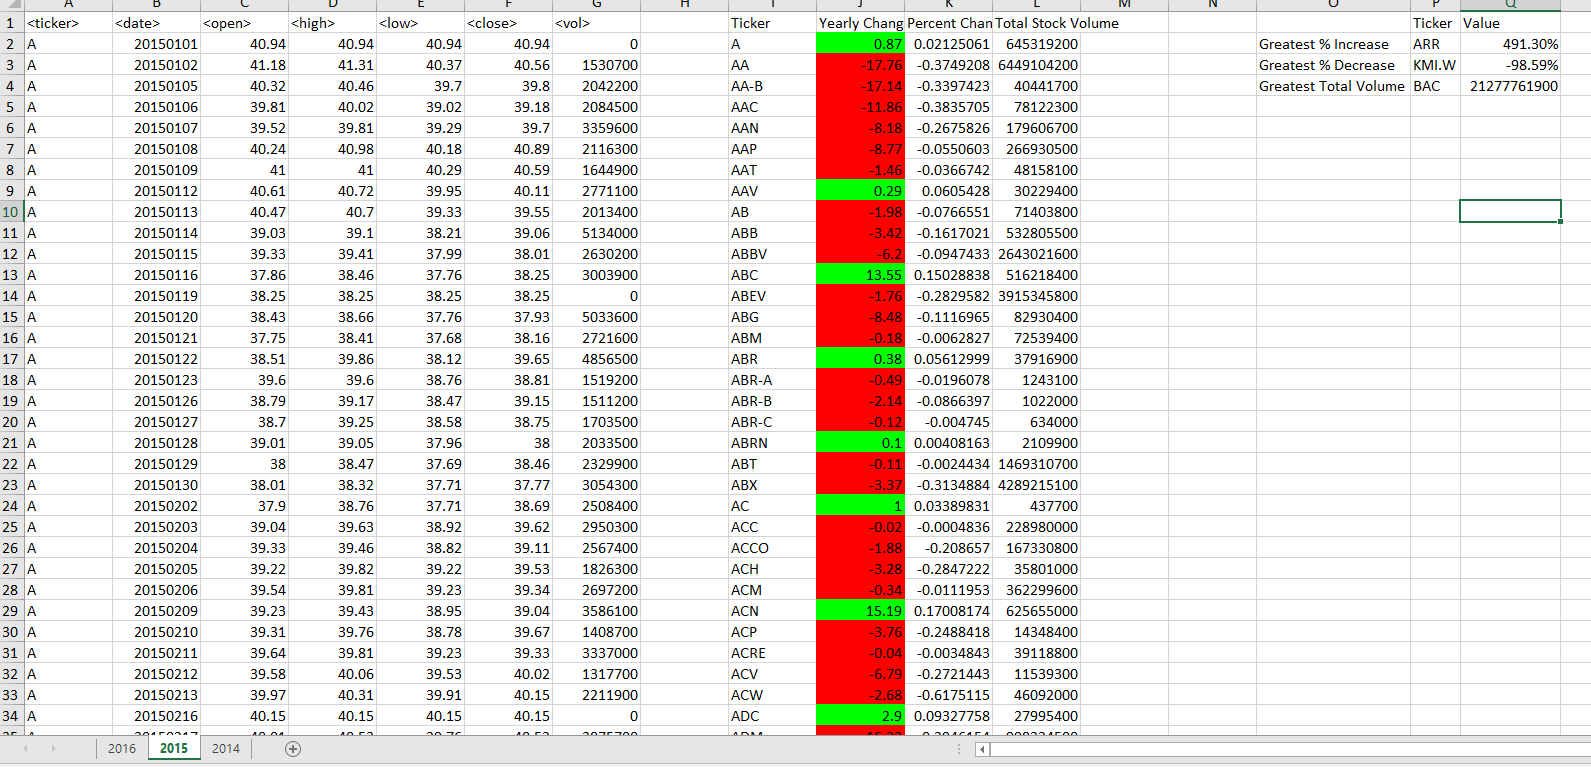 A B C D E F G H I J K L M N O P Q
1 <ticker> <date> <open> <high> <low> <close> <vol> Ticker Yearly Chang Percent Chan Total Stock Volume Ticker Value
2 A 20150101 40.94 40.94 40.94 40.94 0 A 0.87 0.02125061 645319200 Greatest % Increase ARR 491.30%
3 A 20150102 41.18 41.31 40.37 40.56 1530700 AA -17.76 -0.3749208 6449104200 Greatest % Decrease KMI.W -98.59%
4 A 20150105 40.32 40.46 39.7 39.8 2042200 AA-B -17.14 -0.3397423 40441700 Greatest Total Volume BAC 21277761900
5 A 20150106 39.81 40.02 39.02 39.18 2084500 AAC -11.86 -0.3835705 78122300
6 A 20150107 39.52 39.81 39.29 39.7 3359600 AAN -8.18 -0.2675826 179606700
7 A 20150108 40.24 40.98 40.18 40.89 2116300 AAP -8.77 -0.0550603 266930500
8 A 20150109 41 41 40.29 40.59 1644900 AAT -1.46 -0.0366742 48158100
9 A 20150112 40.61 40.72 39.95 40.11 2771100 AAV 0.29 0.0605428 30229400
10 A 20150113 40.47 40.7 39.33 39.55 2013400 AB -1.98 -0.0766551 71403800
11 A 20150114 39.03 39.1 38.21 39.06 5134000 ABB -3.42 -0.1617021 532805500
12 A 20150115 39.33 39.41 37.99 38.01 2630200 ABBV -6.2 -0.0947433 2643021600
13 A 20150116 37.86 38.46 37.76 38.25 3003900 ABC 13.55 0.15028838 516218400
14 A 20150119 38.25 38.25 38.25 38.25 0 ABEV -1.76 -0.2829582 3915345800
15 A 20150120 38.43 38.66 37.76 37.93 5033600 ABG -8.48 -0.1116965 82930400
16 A 20150121 37.75 38.41 37.68 38.16 2721600 ABM -0.18 -0.0062827 72539400
17 A 20150122 38.51 39.86 38.12 39.65 4856500 ABR 0.38 0.05612999 37916900
18 A 20150123 39.6 39.6 38.76 38.81 1519200 ABR-A -0.49 -0.0196078 1243100
19 A 20150126 38.79 39.17 38.47 39.15 1511200 ABR-B -2.14 -0.0866397 1022000
20 A 20150127 38.7 39.25 38.58 38.75 1703500 ABR-C -0.12 -0.004745 634000
21 A 20150128 39.01 39.05 37.96 38 2033500 ABRN 0.1 0.00408163 2109900
22 A 20150129 38 38.47 37.69 38.46 2329900 ABT -0.11 -0.0024434 1469310700
23 A 20150130 38.01 38.32 37.71 37.77 3054300 ABX -3.37 -0.3134884 4289215100
24 A 20150202 37.9 38.76 37.71 38.69 2508400 AC 1 0.03389831 437700
25 A 20150203 39.04 39.63 38.92 39.62 2950300 ACC -0.02 -0.0004836 228980000
26 A 20150204 39.33 39.46 38.82 39.11 2567400 ACCO -1.88 -0.208657 167330800
27 A 20150205 39.22 39.82 39.22 39.53 1826300 ACH -3.28 -0.2847222 35801000
28 A 20150206 39.54 39.81 39.23 39.34 2697200 ACM -0.34 -0.0111953 362299600
29 A 20150209 39.23 39.43 38.95 39.04 3586100 ACN 15.19 0.17008174 625655000
30 A 20150210 39.31 39.76 38.78 39.67 1408700 ACP -3.76 -0.2488418 14348400
31 A 20150211 39.64 39.81 39.23 39.33 3337000 ACRE -0.04 -0.0034843 39118800
32 A 20150212 39.58 40.06 39.53 40.02 1317700 ACV -6.79 -0.2721443 11539300
33 A 20150213 39.97 40.31 39.91 40.15 2211900 ACW -2.68 -0.6175115 46092000
34 A 20150216 40.15 40.15 40.15 40.15 0 ADC 2.9 0.09327758 27995400
2016 2015 2014